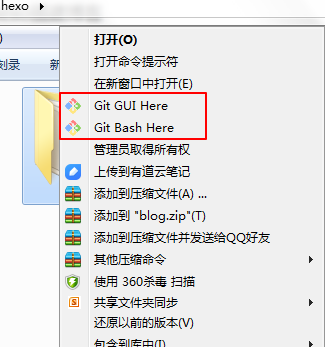 hexo
)
刻录
新
打开(O)
打开命令提示符
在新窗口中打开(E)
Git GUI Here
Git Bash Here
管理员取得所有权
上传到有道云笔记
添加到压缩文件(A) ...
添加到 "blog.zip"(T)
添加到压缩文件并发送给QQ好友
其他压缩命令
使用 360杀毒 扫描
共享文件夹同步
还原以前的版本(V)
包含到库中(I)